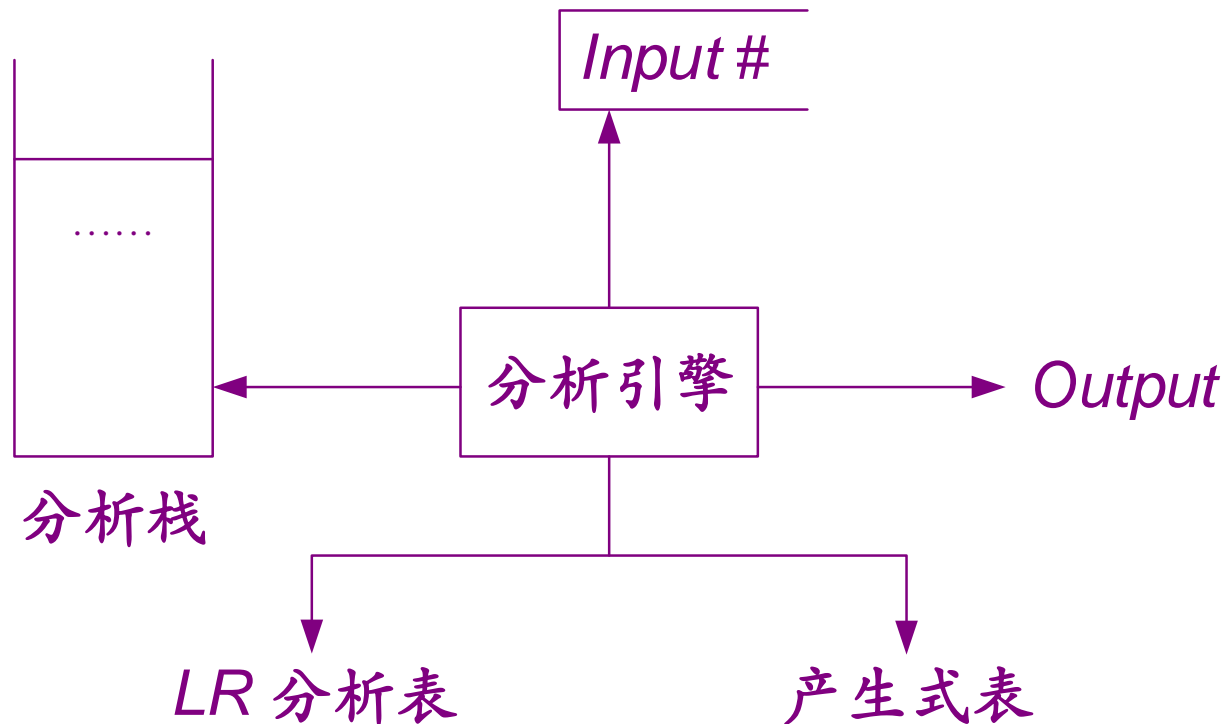 Input #
......
分析引擎
Output
分析栈
LR 分析表
产生式表